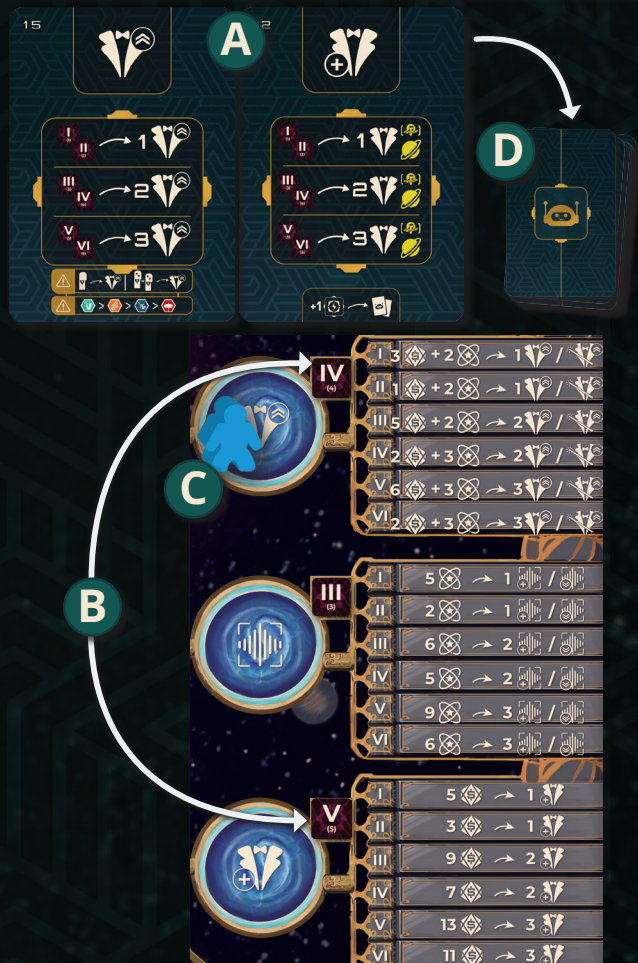 15
A
2
I
II
1
I
II
1
D
III
IV
2
III
IV
2
V
VI
3
V
VI
3
> > >
+1
IV
(4)
I 3 + 2 1 /
II 1 + 2 1 /
III 5 + 2 2 /
IV 2 + 3 2 /
C
V 6 + 3 3 /
VI 2 + 3 3 /
B
III
(3)
I 5 1 /
II 2 1 /
III 6 2 /
IV 5 2 /
V 9 3 /
VI 6 3 /
V
(5)
I 5 1
II 3 1
III 9 2
IV 7 2
V 13 3
VI 11 3